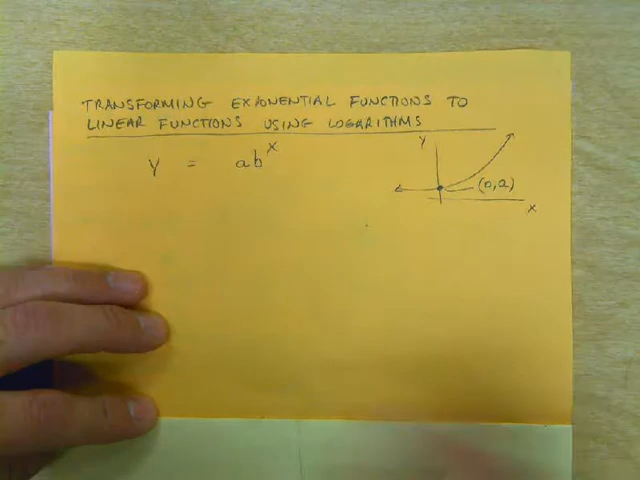 TRANSFORMING EXPONENTIAL FUNCTIONS TO
LINEAR FUNCTIONS USING LOGARITHMS
Y = ab^x
Y
(0,a)
X